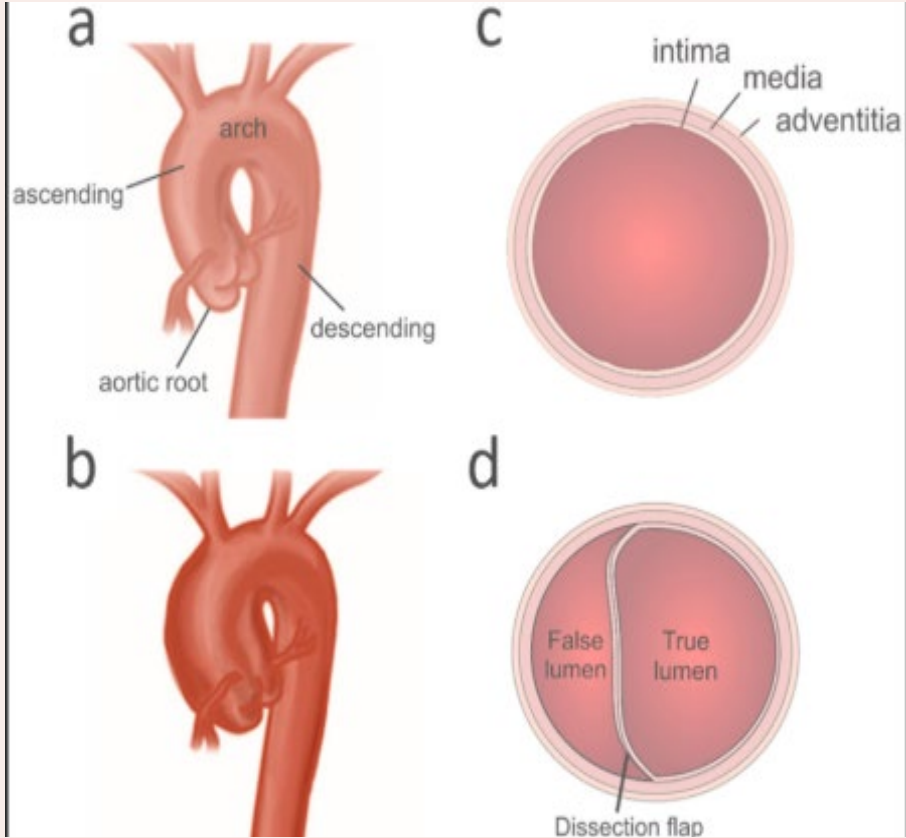 a
arch
ascending
descending
aortic root
c
intima
media
adventitia
b
d
False
lumen
True
lumen
Dissection flap